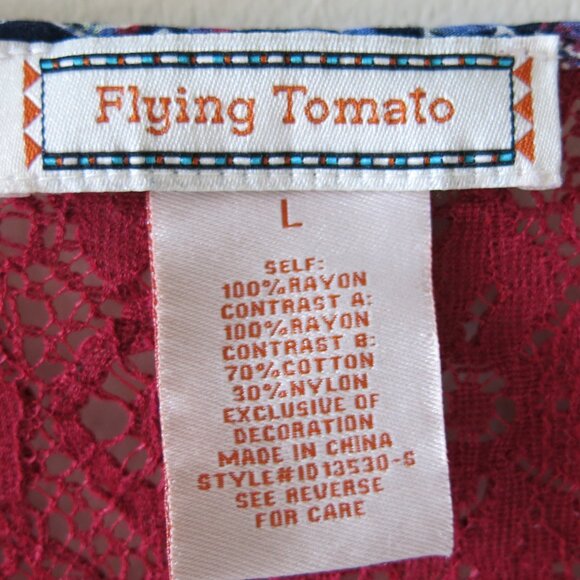 Flying Tomato
L
SELF:
100%RAYON
CONTRAST A:
100%RAYON
CONTRAST B:
70%COTTON
30%NYLON
EXCLUSIVE OF
DECORATION
MADE IN CHINA
STYLE#ID13530-S
SEE REVERSE
FOR CARE